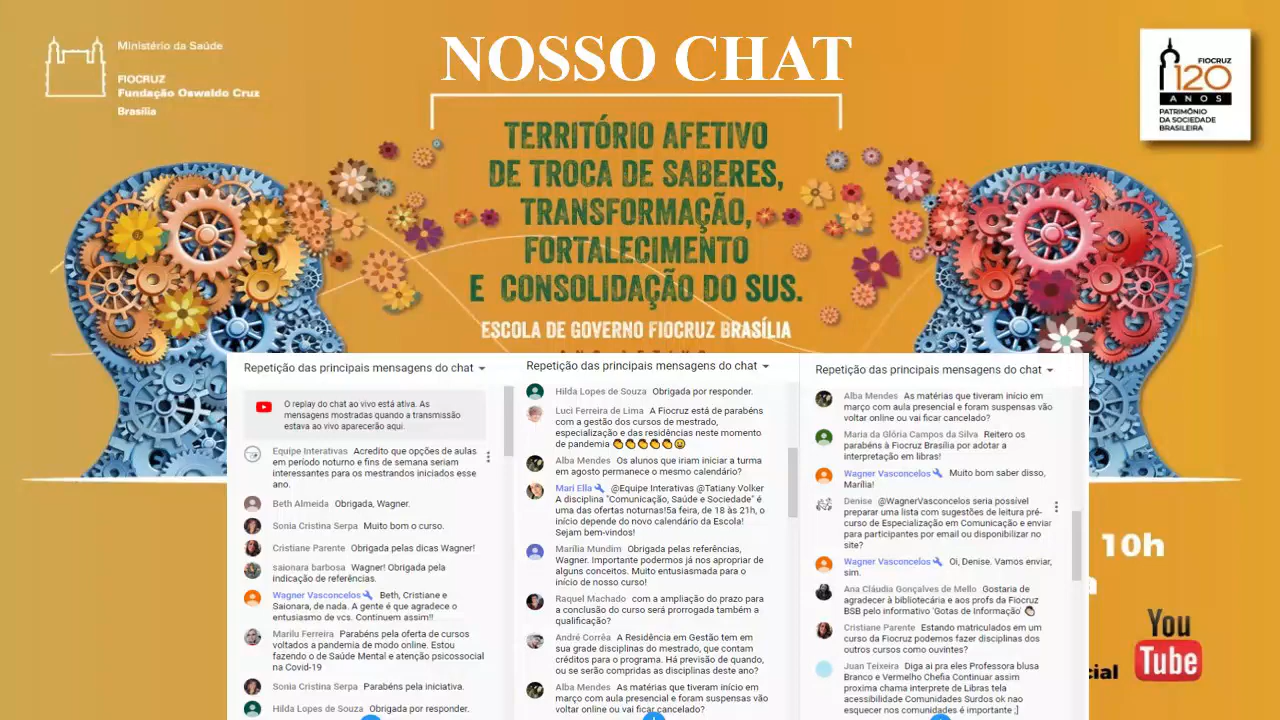 Ministério da Saúde
FIOCRUZ
Fundação Oswaldo Cruz
Brasília
NOSSO CHAT
FIOCRUZ
120
ANOS
PATRIMÔNIO
DA SOCIEDADE
BRASILEIRA
TERRITÓRIO AFETIVO
DE TROCA DE SABERES,
TRANSFORMAÇÃO,
FORTALECIMENTO
E CONSOLIDAÇÃO DO SUS.
ESCOLA DE GOVERNO FIOCRUZ BRASÍLIA
Repetição das principais mensagens do chat
O replay do chat ao vivo está ativa. As
mensagens mostradas quando a transmissão
estava ao vivo aparecerão aqui.
Equipe Interativas Acredito que opções de aulas
em período noturno e fins de semana seriam
interessantes para os mestrandos iniciados esse
ano.
Beth Almeida Obrigada, Wagner.
Sonia Cristina Serpa Muito bom o curso.
Cristiane Parente Obrigada pelas dicas Wagner!
saionara barbosa Wagner! Obrigada pela
indicação de referências.
Wagner Vasconcelos Beth, Cristiane e
Saionara, de nada. A gente é que agradece o
entusiasmo de vcs. Continuem assim!!
Marilu Ferreira Parabéns pela oferta de cursos
voltados a pandemia de modo online. Estou
fazendo o de Saúde Mental e atenção psicossocial
na Covid-19
Sonia Cristina Serpa Parabéns pela iniciativa.
Hilda Lopes de Souza Obrigada por responder.
Repetição das principais mensagens do chat
Hilda Lopes de Souza Obrigada por responder.
Luci Ferreira de Lima A Fiocruz está de parabéns
com a gestão dos cursos de mestrado,
especialização e das residências neste momento
de pandemia 👏👏👏👏👏😀
Alba Mendes Os alunos que iriam iniciar a turma
em agosto permanece o mesmo calendário?
Mari Ella @Equipe Interativas @Tatiany Volker
A disciplina "Comunicação, Saúde e Sociedade" é
uma das ofertas noturnas!5a feira, de 18 às 21h, o
início depende do novo calendário da Escola!
Sejam bem-vindos!
Marília Mundim Obrigada pelas referências,
Wagner. Importante podermos já nos apropriar de
alguns conceitos. Muito entusiasmada para o
início de nosso curso!
Raquel Machado com a ampliação do prazo para
a conclusão do curso será prorrogada também a
qualificação?
André Corrêa A Residência em Gestão tem em
sua grade disciplinas do mestrado, que contam
créditos para o programa. Há previsão de quando,
ou se serão compridas as disciplinas deste ano?
Alba Mendes As matérias que tiveram início em
março com aula presencial e foram suspensas vão
voltar online ou vai ficar cancelado?
Repetição das principais mensagens do chat
Alba Mendes As matérias que tiveram início em
março com aula presencial e foram suspensas vão
voltar online ou vai ficar cancelado?
Maria da Glória Campos da Silva Reitero os
parabéns à Fiocruz Brasília por adotar a
interpretação em libras!
Wagner Vasconcelos Muito bom saber disso,
Marília!
Denise @WagnerVasconcelos seria possível
preparar uma lista com sugestões de leitura pré-
curso de Especialização em Comunicação e enviar
para participantes por email ou disponibilizar no
site?
Wagner Vasconcelos Oi, Denise. Vamos enviar,
sim.
Ana Cláudia Gonçalves de Mello Gostaria de
agradecer à bibliotecária e aos profs da Fiocruz
BSB pelo informativo 'Gotas de Informação' 👏
Cristiane Parente Estando matriculados em um
curso da Fiocruz podemos fazer disciplinas dos
outros cursos como ouvintes?
Juan Teixeira Diga ai pra eles Professora blusa
Branco e Vermelho Chefia Continuar assim
proxima chama interprete de Libras tela
acessibilidade Comunidades Surdos ok nao
esquecer nos comunidades é importante ;]
10h
cial
You
Tube